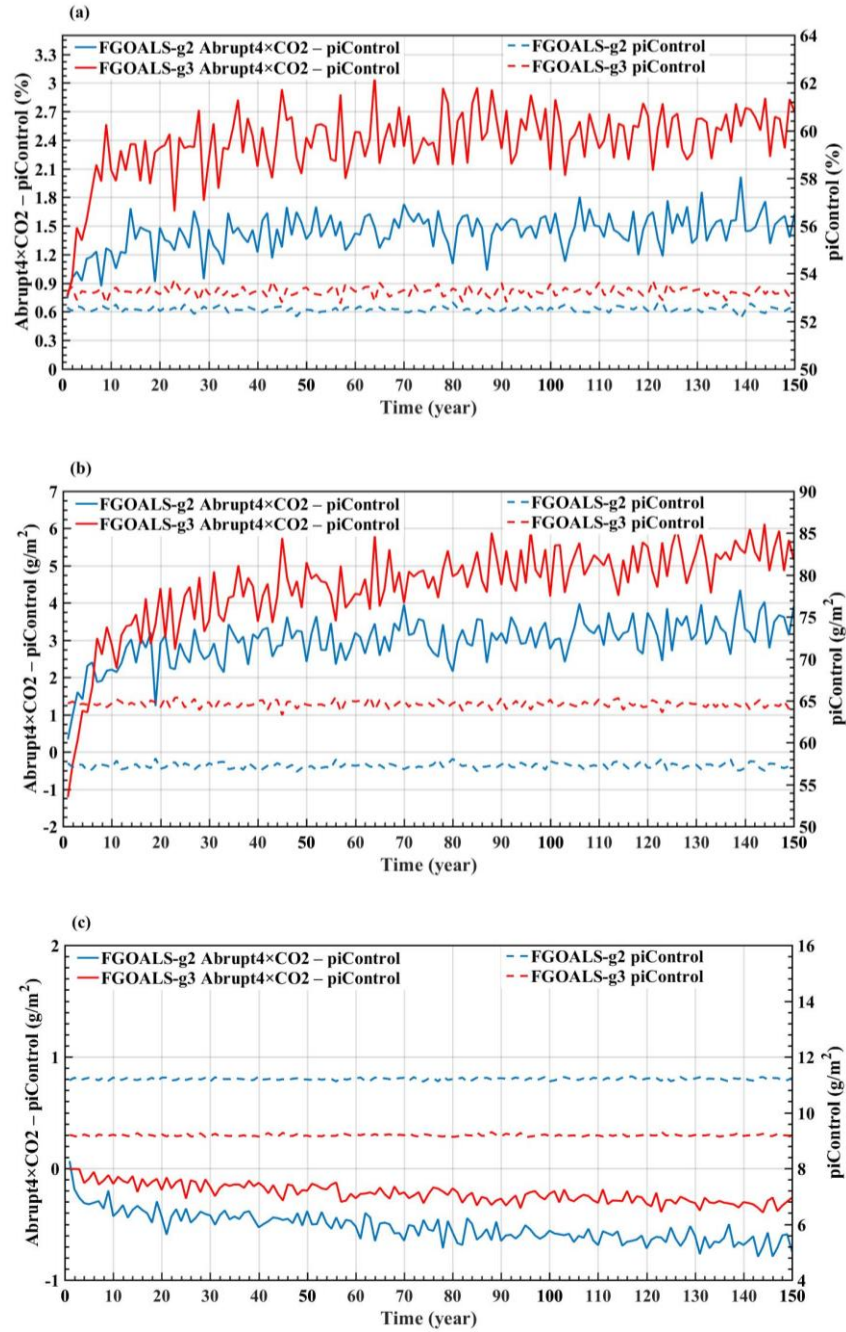 (a)
FGOALS-g2 Abrupt4×CO2 – piControl FGOALS-g2 piControl
FGOALS-g3 Abrupt4×CO2 – piControl FGOALS-g3 piControl
Abrupt4×CO2 – piControl (%)
3.3
3
2.7
2.4
2.1
1.8
1.5
1.2
0.9
0.6
0.3
0
64
62
60
58
56
54
52
50
piControl (%)
0 10 20 30 40 50 60 70 80 90 100 110 120 130 140 150
Time (year)
(b)
FGOALS-g2 Abrupt4×CO2 – piControl FGOALS-g2 piControl
FGOALS-g3 Abrupt4×CO2 – piControl FGOALS-g3 piControl
Abrupt4×CO2 – piControl (g/m²)
7
6
5
4
3
2
1
0
-1
-2
90
85
80
75
70
65
60
55
50
piControl (g/m²)
0 10 20 30 40 50 60 70 80 90 100 110 120 130 140 150
Time (year)
(c)
FGOALS-g2 Abrupt4×CO2 – piControl FGOALS-g2 piControl
FGOALS-g3 Abrupt4×CO2 – piControl FGOALS-g3 piControl
Abrupt4×CO2 – piControl (g/m²)
2
1
0
-1
16
14
12
10
8
6
4
piControl (g/m²)
0 10 20 30 40 50 60 70 80 90 100 110 120 130 140 150
Time (year)